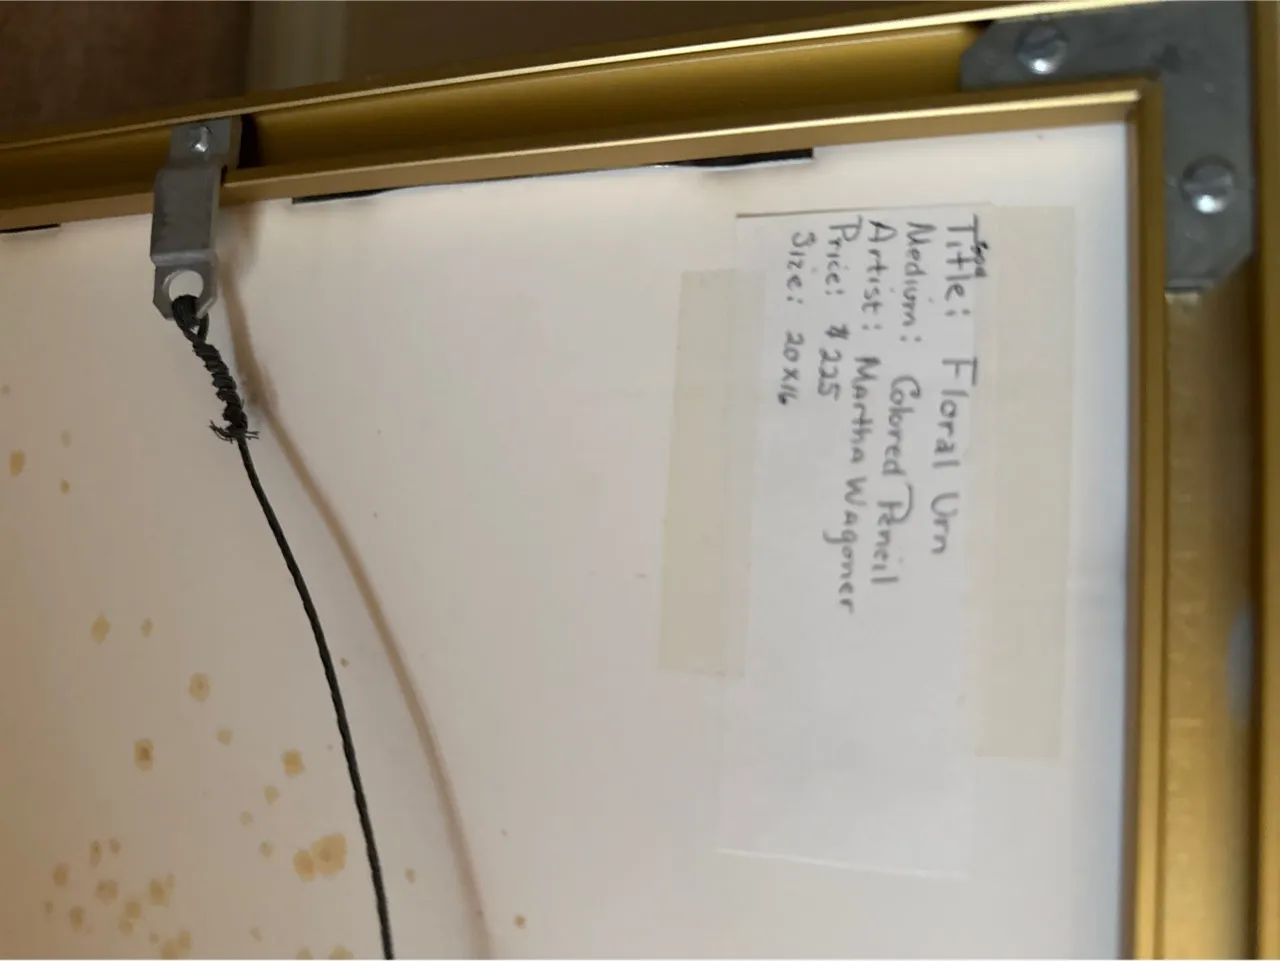 Title: Floral Urn
Medium: Colored Pencil
Artist: Martha Wagoner
Price: $225
Size: 20x16